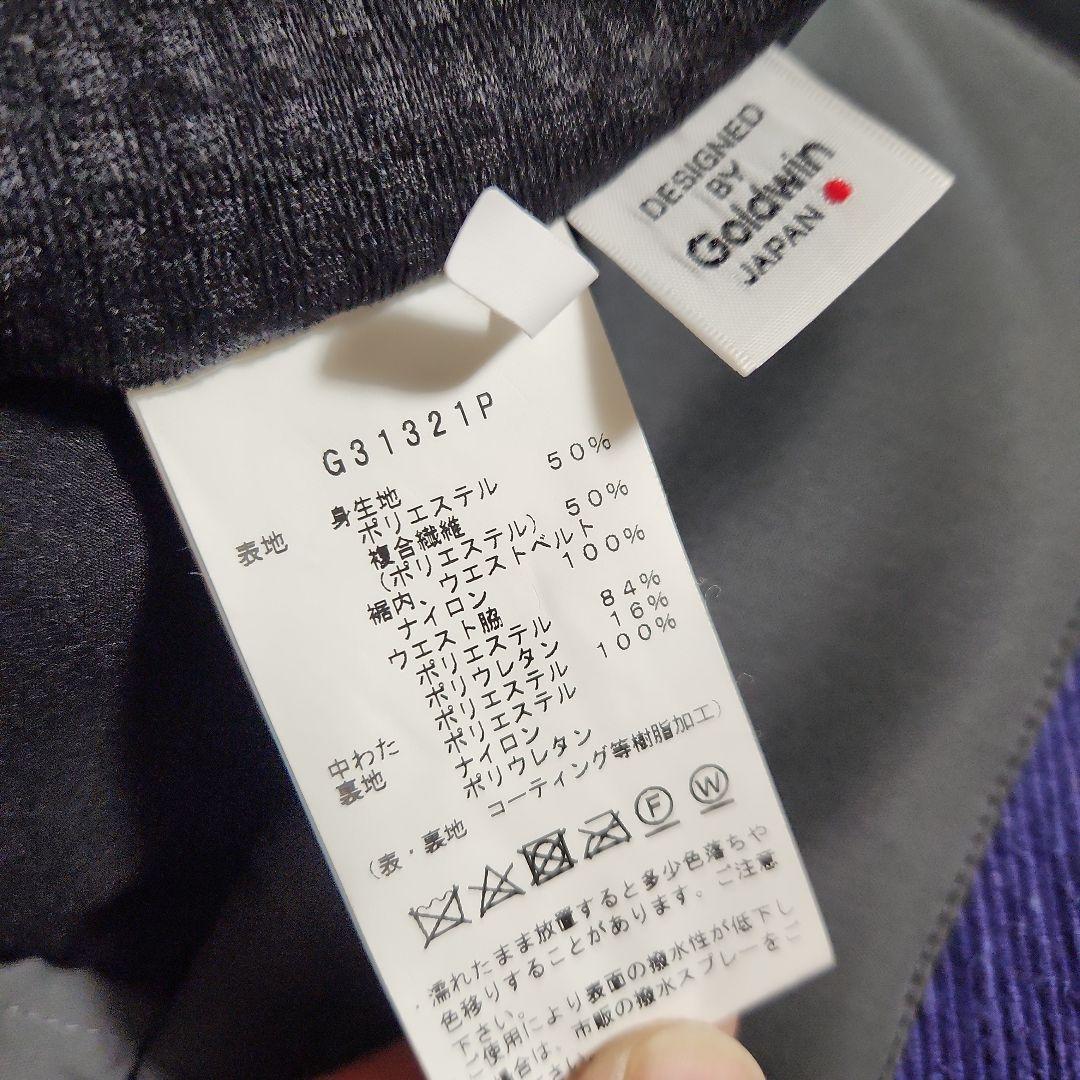 DESIGNED
BY
Goldwin
JAPAN
G31321P
表地 身生地
ポリエステル 50%
複合繊維
(ポリエステル) 50%
裾内、ウエストベルト
ナイロン 100%
ウエスト脇
ポリエステル 84%
ポリウレタン 16%
中わた ポリエステル 100%
裏地 ポリエステル
ナイロン
ポリウレタン
(表・裏地 コーティング等樹脂加工)
F W
・濡れたまま放置すると多少色落ちや
色移りすることがあります。ご注意
下さい。
ご使用により表面の撥水性が低下し
場合は、市販の撥水スプレーをご
ください